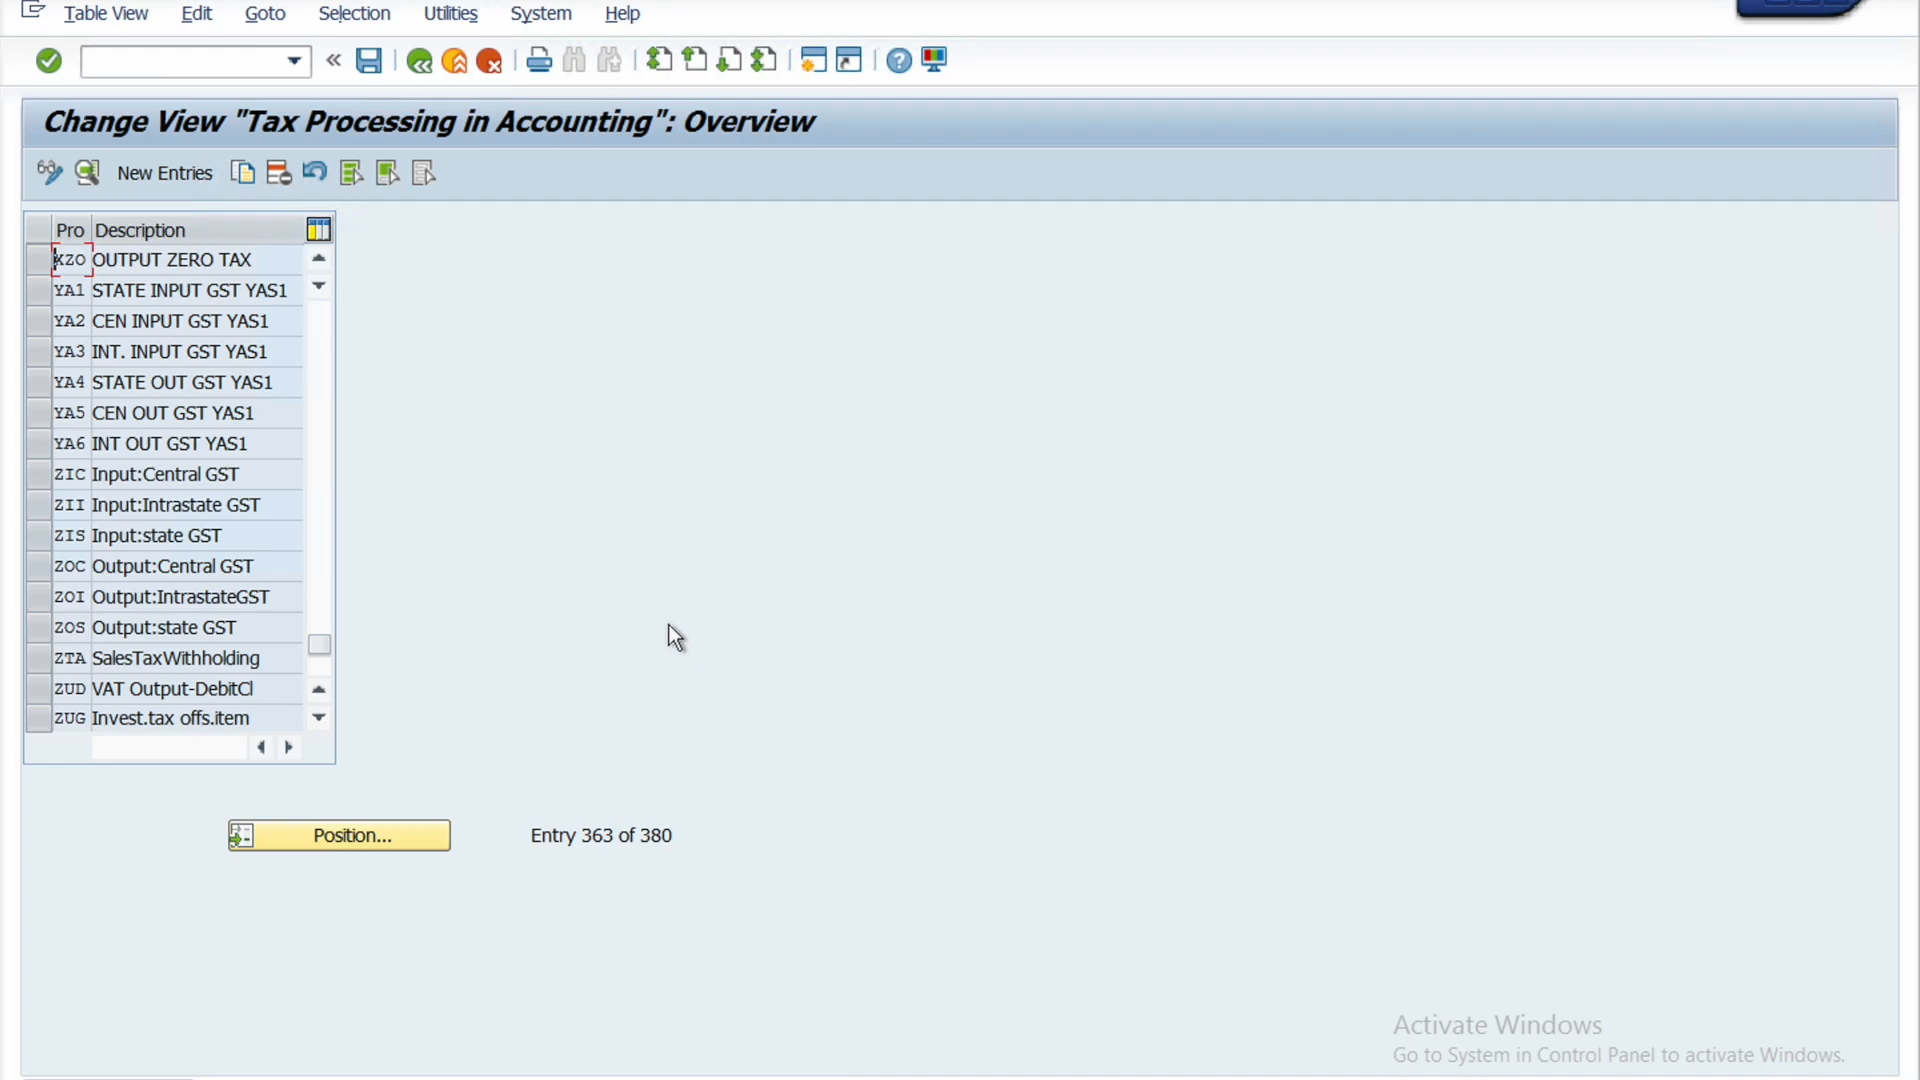 Table View Edit Goto Selection Utilities System Help
Change View "Tax Processing in Accounting": Overview
New Entries
Pro Description
XZO OUTPUT ZERO TAX
YA1 STATE INPUT GST YAS1
YA2 CEN INPUT GST YAS1
YA3 INT. INPUT GST YAS1
YA4 STATE OUT GST YAS1
YA5 CEN OUT GST YAS1
YA6 INT OUT GST YAS1
ZIC Input:Central GST
ZII Input:Intrastate GST
ZIS Input:state GST
ZOC Output:Central GST
ZOI Output:IntrastateGST
ZOS Output:state GST
ZTA SalesTaxWithholding
ZUD VAT Output-DebitCl
ZUG Invest.tax offs.item
Position... Entry 363 of 380
Activate Windows
Go to System in Control Panel to activate Windows.